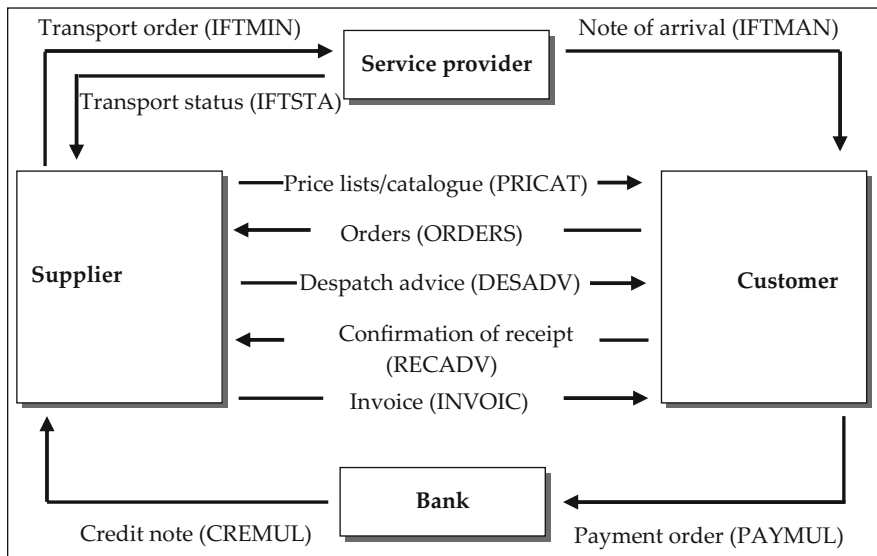 Transport order (IFTMIN)
Note of arrival (IFTMAN)
Service provider
Transport status (IFTSTA)
Price lists/catalogue (PRICAT)
Orders (ORDERS)
Supplier
Despatch advice (DESADV)
Customer
Confirmation of receipt
(RECADV)
Invoice (INVOIC)
Bank
Credit note (CREMUL)
Payment order (PAYMUL)